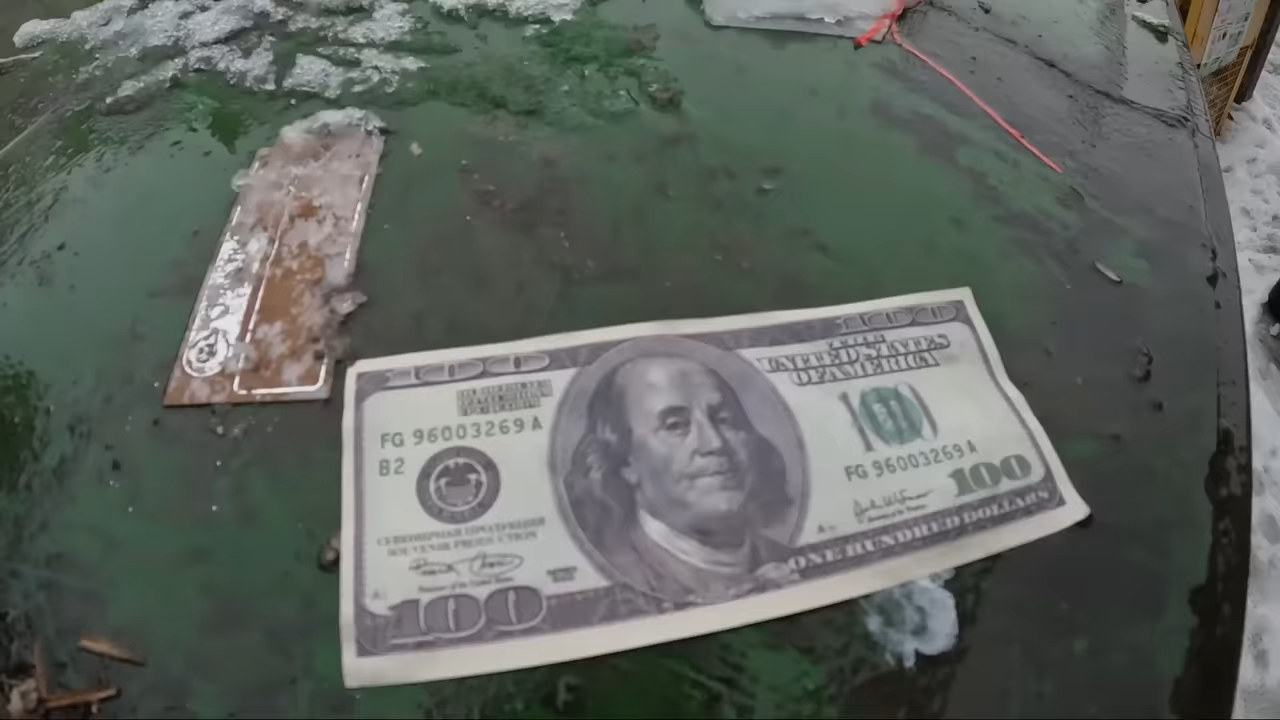 100
100
THE
UNITED STATES
OF AMERICA
FG 96003269 A
B2
100
FG 96003269 A
100
СУВЕНИРНАЯ ПРОДУКЦИЯ
SOUVENIR PRODUCTION
ONE HUNDRED DOLLARS
100